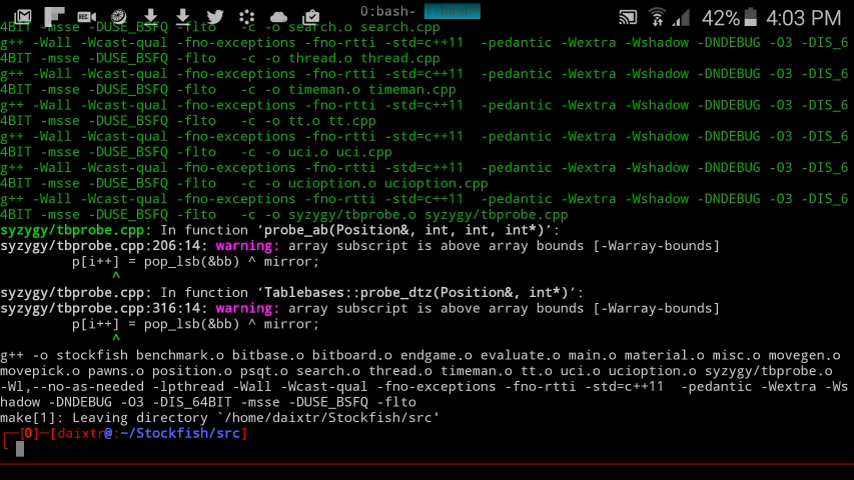 0:bash- 42% 4:03 PM
4BIT -msse -DUSE_BSFQ -flto -c -o search.o search.cpp
g++ -Wall -Wcast-qual -fno-exceptions -fno-rtti -std=c++11 -pedantic -Wextra -Wshadow -DNDEBUG -O3 -DIS_6
4BIT -msse -DUSE_BSFQ -flto -c -o thread.o thread.cpp
g++ -Wall -Wcast-qual -fno-exceptions -fno-rtti -std=c++11 -pedantic -Wextra -Wshadow -DNDEBUG -O3 -DIS_6
4BIT -msse -DUSE_BSFQ -flto -c -o timeman.o timeman.cpp
g++ -Wall -Wcast-qual -fno-exceptions -fno-rtti -std=c++11 -pedantic -Wextra -Wshadow -DNDEBUG -O3 -DIS_6
4BIT -msse -DUSE_BSFQ -flto -c -o tt.o tt.cpp
g++ -Wall -Wcast-qual -fno-exceptions -fno-rtti -std=c++11 -pedantic -Wextra -Wshadow -DNDEBUG -O3 -DIS_6
4BIT -msse -DUSE_BSFQ -flto -c -o uci.o uci.cpp
g++ -Wall -Wcast-qual -fno-exceptions -fno-rtti -std=c++11 -pedantic -Wextra -Wshadow -DNDEBUG -O3 -DIS_6
4BIT -msse -DUSE_BSFQ -flto -c -o ucioption.o ucioption.cpp
g++ -Wall -Wcast-qual -fno-exceptions -fno-rtti -std=c++11 -pedantic -Wextra -Wshadow -DNDEBUG -O3 -DIS_6
4BIT -msse -DUSE_BSFQ -flto -c -o syzygy/tbprobe.o syzygy/tbprobe.cpp
syzygy/tbprobe.cpp: In function ‘probe_ab(Position&, int, int, int*)’:
syzygy/tbprobe.cpp:206:14: warning: array subscript is above array bounds [-Warray-bounds]
p[i++] = pop_lsb(&bb) ^ mirror;
^
syzygy/tbprobe.cpp: In function ‘Tablebases::probe_dtz(Position&, int*)’:
syzygy/tbprobe.cpp:316:14: warning: array subscript is above array bounds [-Warray-bounds]
p[i++] = pop_lsb(&bb) ^ mirror;
^
g++ -o stockfish benchmark.o bitbase.o bitboard.o endgame.o evaluate.o main.o material.o misc.o movegen.o
movepick.o pawns.o position.o psqt.o search.o thread.o timeman.o tt.o uci.o ucioption.o syzygy/tbprobe.o
-Wl,--no-as-needed -lpthread -Wall -Wcast-qual -fno-exceptions -fno-rtti -std=c++11 -pedantic -Wextra -Ws
hadow -DNDEBUG -O3 -DIS_64BIT -msse -DUSE_BSFQ -flto
make[1]: Leaving directory `/home/daixtr/Stockfish/src'
[0]─[daixtr@:~/Stockfish/src]